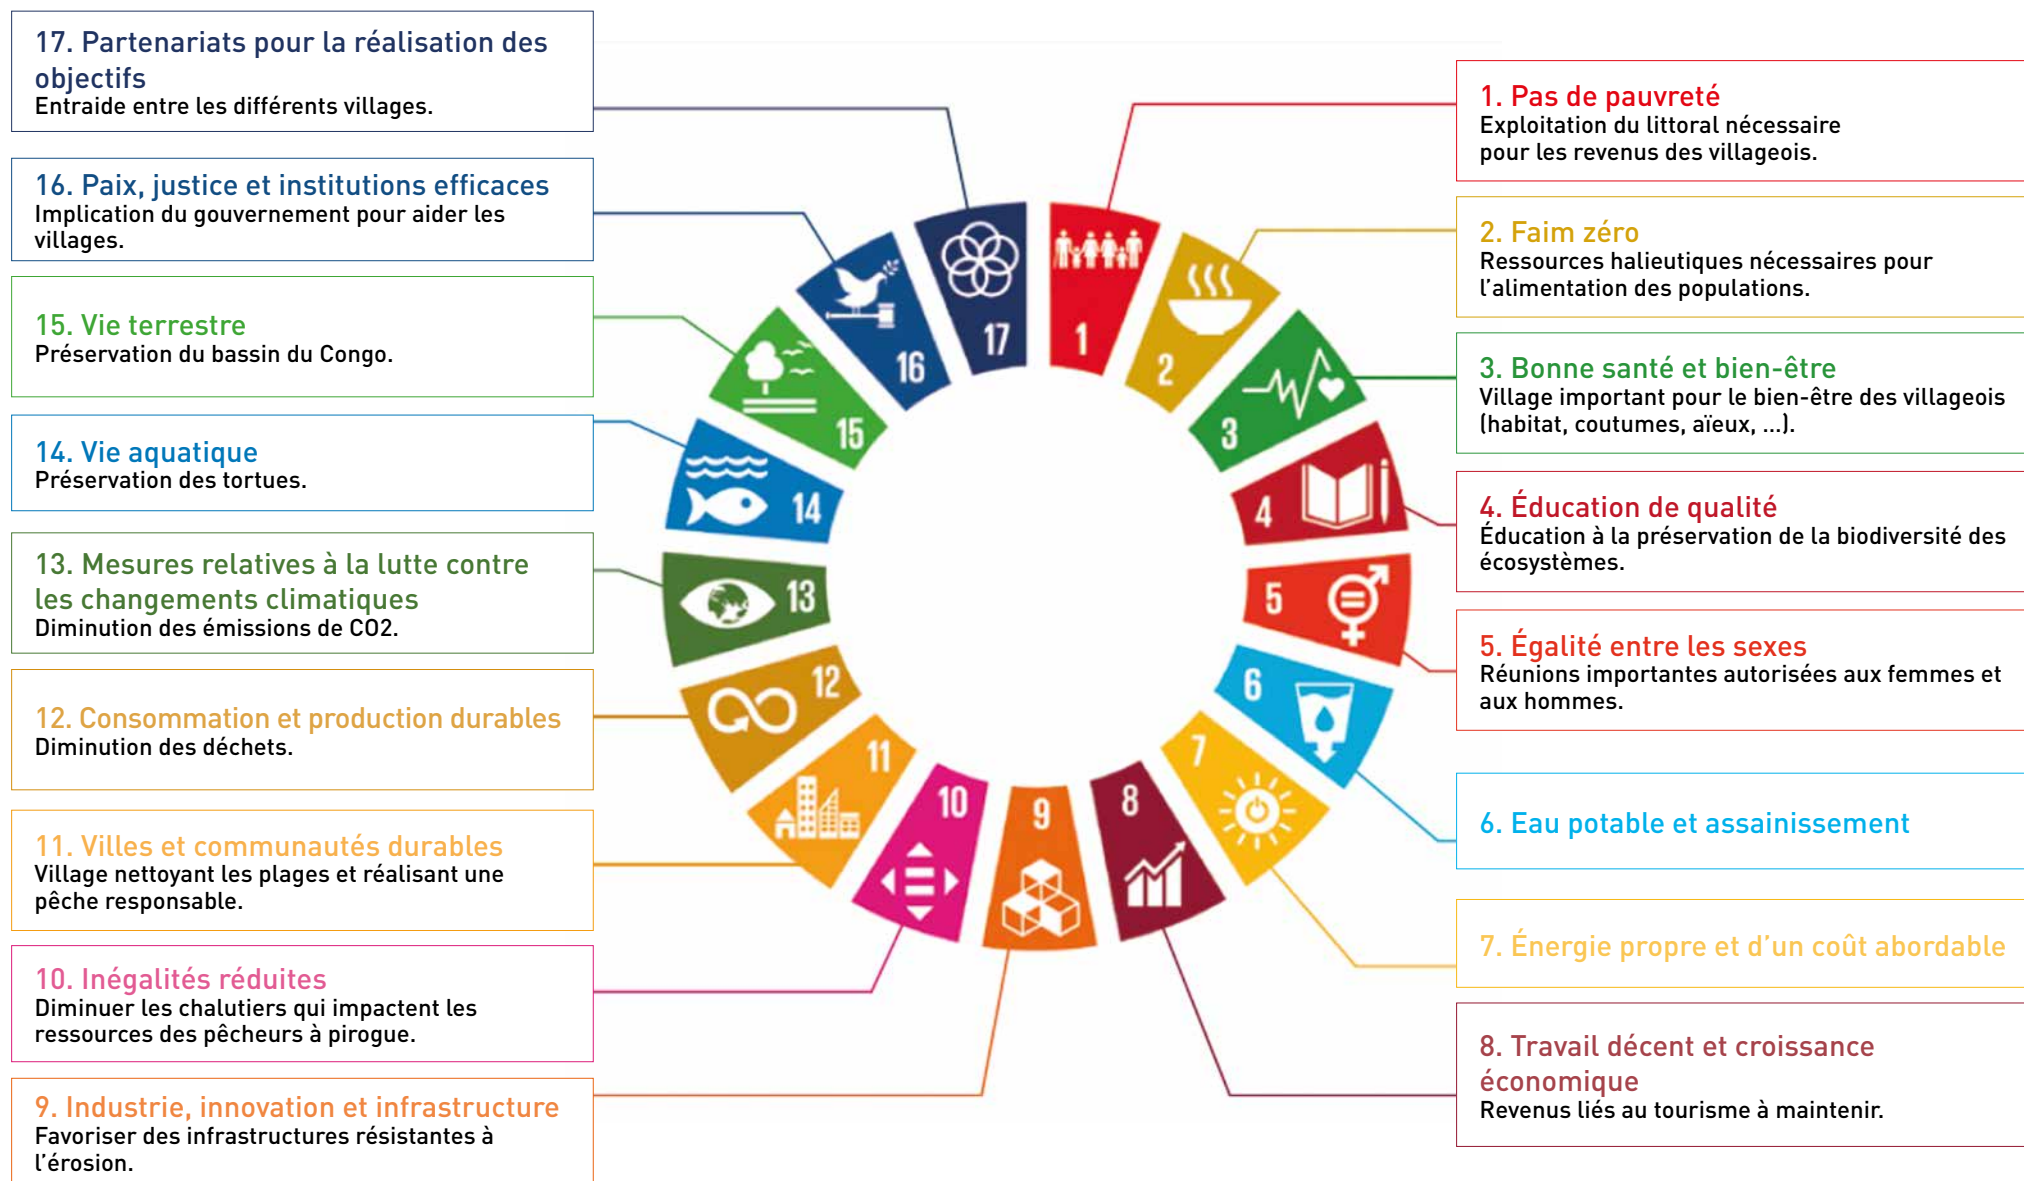 17. Partenariats pour la réalisation des
objectifs
Entraide entre les différents villages.
16. Paix, justice et institutions efficaces
Implication du gouvernement pour aider les
villages.
15. Vie terrestre
Préservation du bassin du Congo.
14. Vie aquatique
Préservation des tortues.
13. Mesures relatives à la lutte contre
les changements climatiques
Diminution des émissions de CO2.
12. Consommation et production durables
Diminution des déchets.
11. Villes et communautés durables
Village nettoyant les plages et réalisant une
pêche responsable.
10. Inégalités réduites
Diminuer les chalutiers qui impactent les
ressources des pêcheurs à pirogue.
9. Industrie, innovation et infrastructure
Favoriser des infrastructures résistantes à
l’érosion.
1
2
3
4
5
6
7
8
9
10
11
12
13
14
15
16
17
1. Pas de pauvreté
Exploitation du littoral nécessaire
pour les revenus des villageois.
2. Faim zéro
Ressources halieutiques nécessaires pour
l’alimentation des populations.
3. Bonne santé et bien-être
Village important pour le bien-être des villageois
(habitat, coutumes, aïeux, ...).
4. Éducation de qualité
Éducation à la préservation de la biodiversité des
écosystèmes.
5. Égalité entre les sexes
Réunions importantes autorisées aux femmes et
aux hommes.
6. Eau potable et assainissement
7. Énergie propre et d’un coût abordable
8. Travail décent et croissance
économique
Revenus liés au tourisme à maintenir.